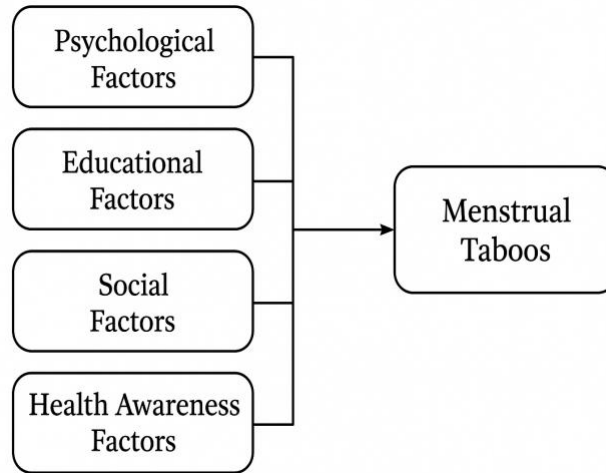 Psychological
Factors
Educational
Factors
Social
Factors
Health Awareness
Factors
Menstrual
Taboos